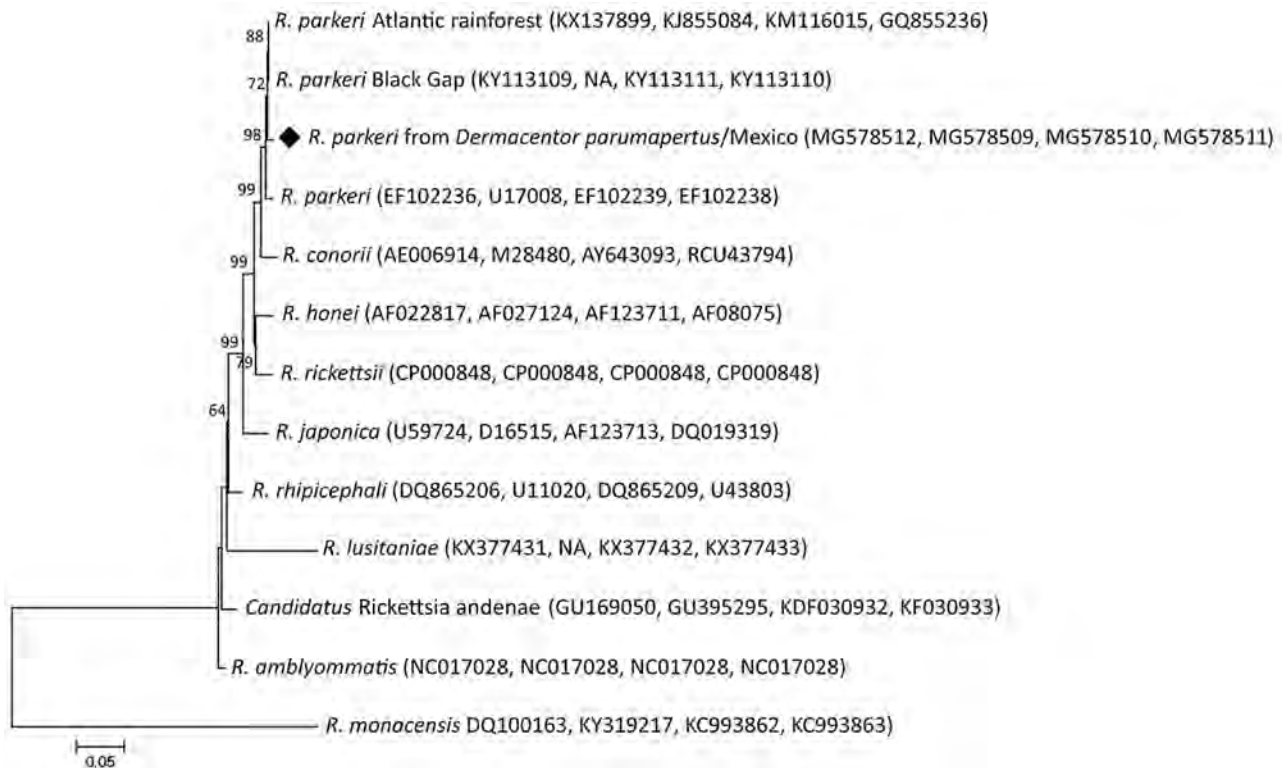 R. parkeri Atlantic rainforest (KX137899, KJ855084, KM116015, GQ855236)
88
72
R. parkeri Black Gap (KY113109, NA, KY113111, KY113110)
98
R. parkeri from Dermacentor parumapertus/Mexico (MG578512, MG578509, MG578510, MG578511)
99
R. parkeri (EF102236, U17008, EF102239, EF102238)
R. conorii (AE006914, M28480, AY643093, RCU43794)
99
R. honei (AF022817, AF027124, AF123711, AF08075)
99
79
R. rickettsii (CP000848, CP000848, CP000848, CP000848)
64
R. japonica (U59724, D16515, AF123713, DQ019319)
R. rhipicephali (DQ865206, U11020, DQ865209, U43803)
R. lusitaniae (KX377431, NA, KX377432, KX377433)
Candidatus Rickettsia andenae (GU169050, GU395295, KDF030932, KF030933)
R. amblyommatis (NC017028, NC017028, NC017028, NC017028)
R. monacensis DQ100163, KY319217, KC993862, KC993863)
0.05